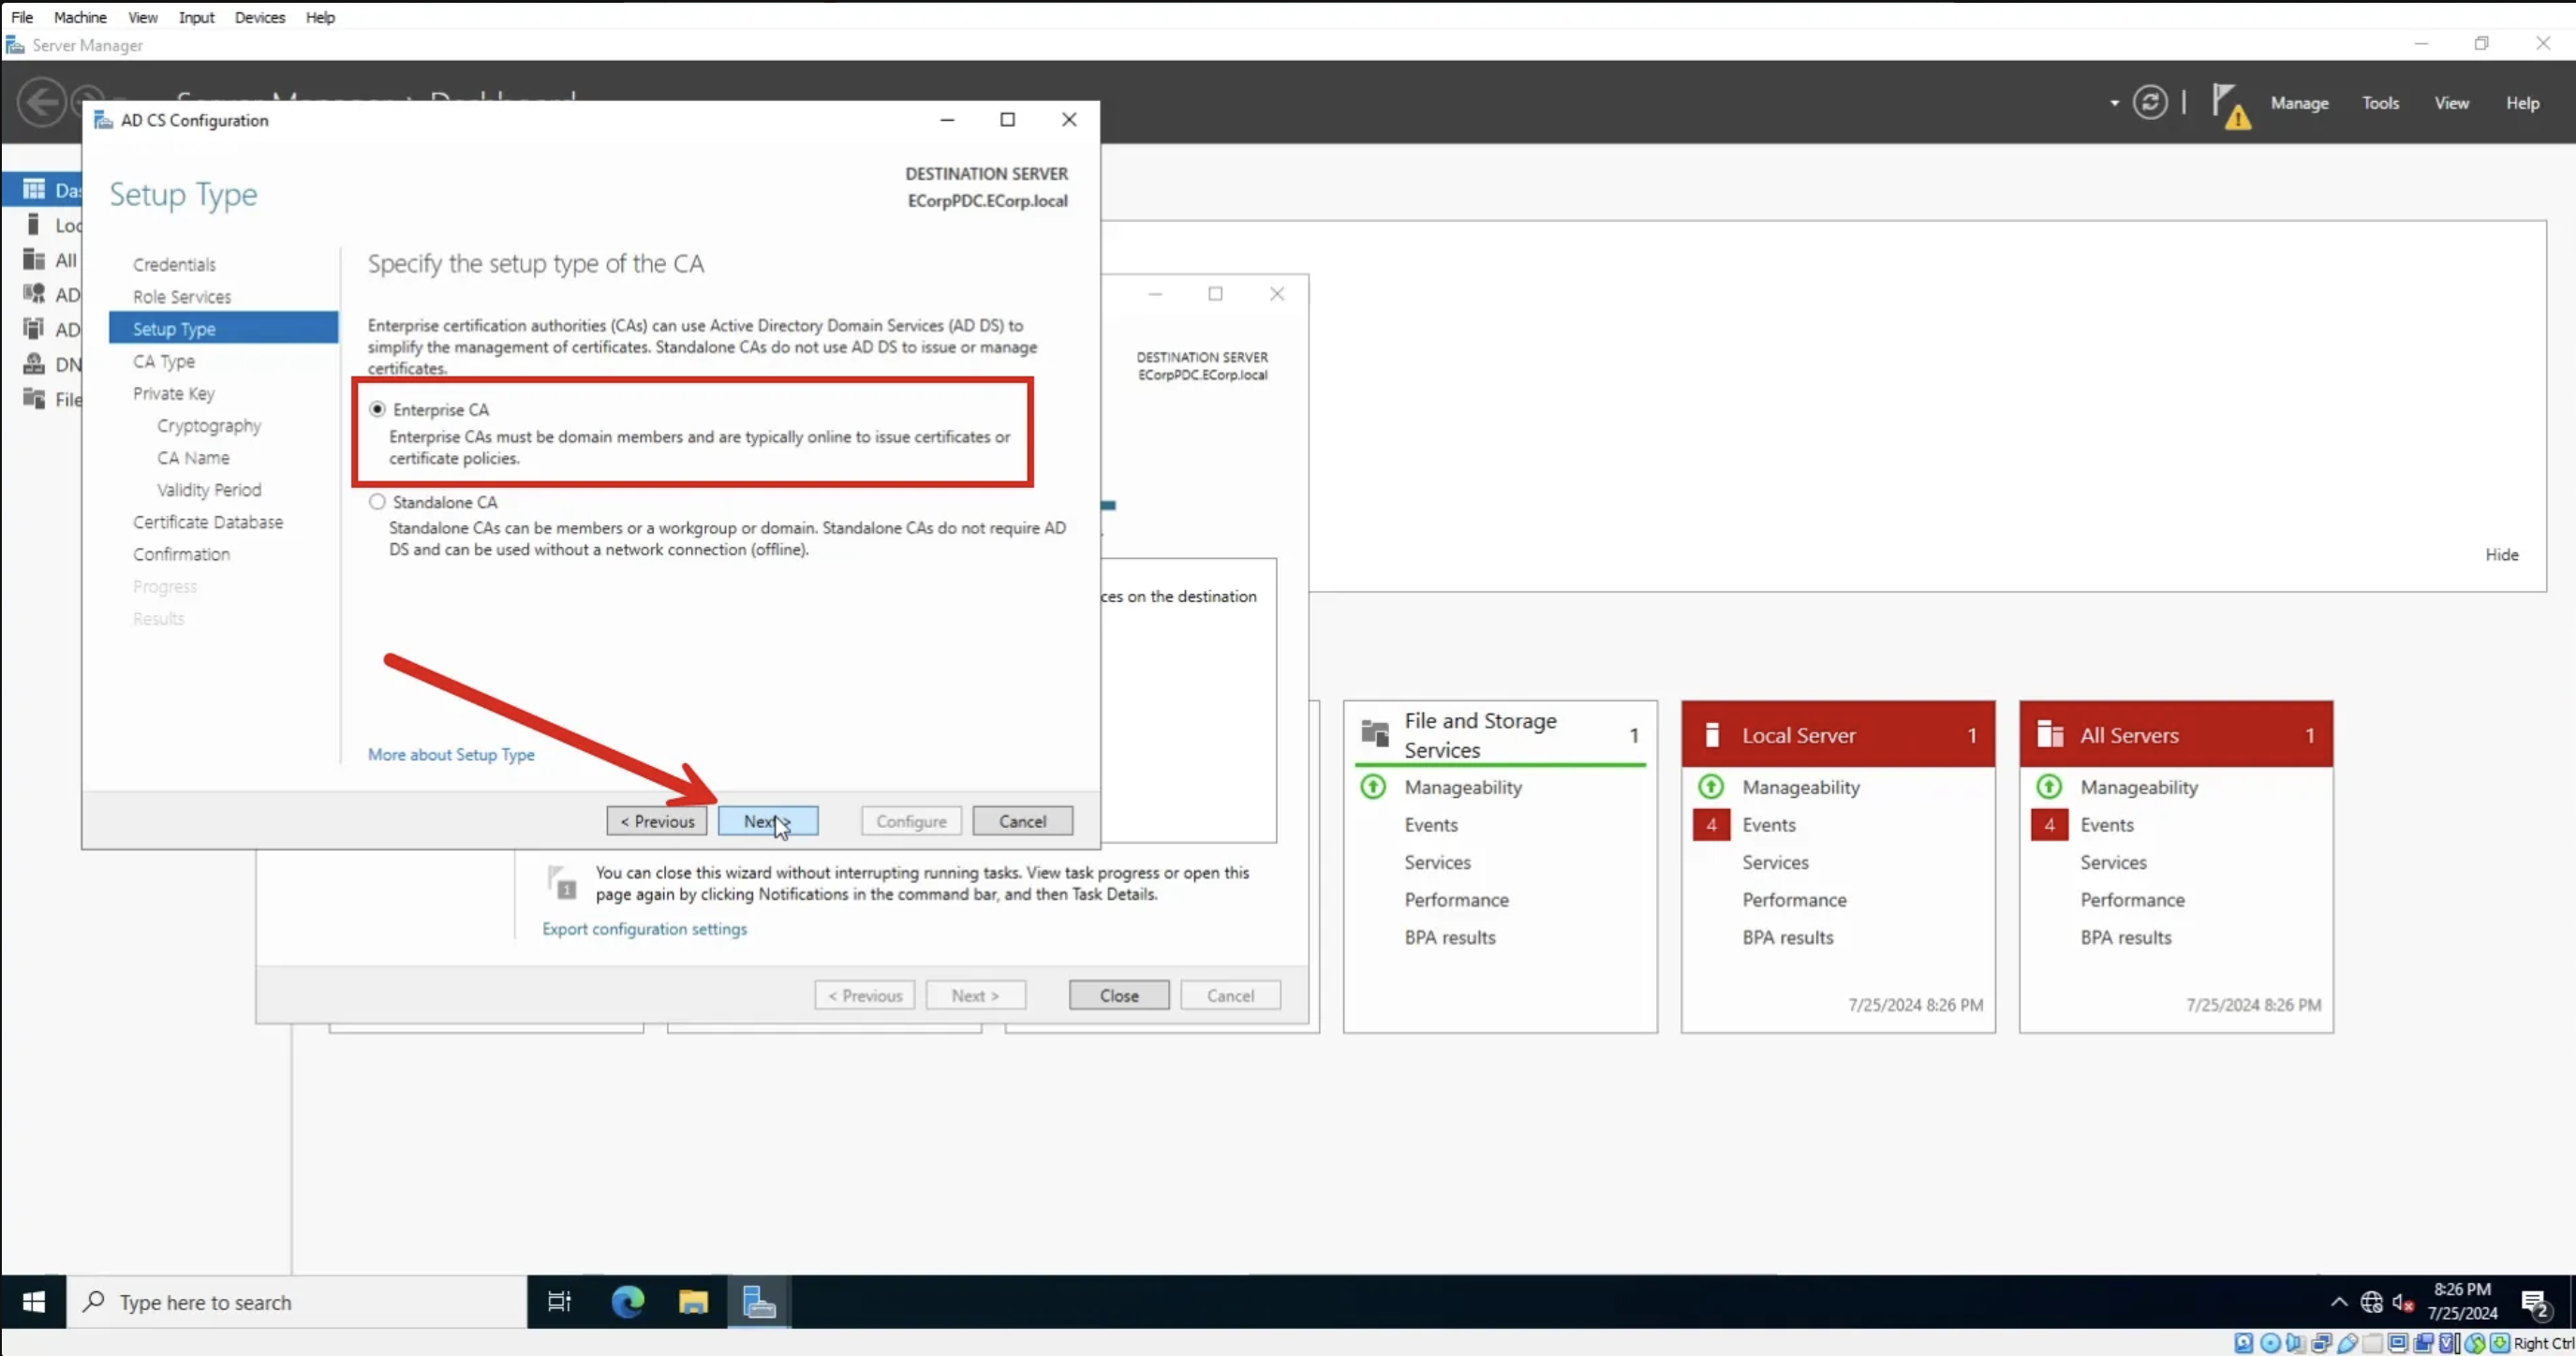 File Machine View Input Devices Help
Server Manager
Manage Tools View Help
AD CS Configuration
DESTINATION SERVER
ECorpPDC.ECorp.local
Setup Type
Das
Loc
All
AD
AD
DN
File
Credentials
Role Services
Setup Type
CA Type
Private Key
Cryptography
CA Name
Validity Period
Certificate Database
Confirmation
Progress
Results
Specify the setup type of the CA
Enterprise certification authorities (CAs) can use Active Directory Domain Services (AD DS) to
simplify the management of certificates. Standalone CAs do not use AD DS to issue or manage
certificates.
Enterprise CA
Enterprise CAs must be domain members and are typically online to issue certificates or
certificate policies.
Standalone CA
Standalone CAs can be members or a workgroup or domain. Standalone CAs do not require AD
DS and can be used without a network connection (offline).
More about Setup Type
< Previous Next > Configure Cancel
DESTINATION SERVER
ECorpPDC.ECorp.local
ces on the destination
1
You can close this wizard without interrupting running tasks. View task progress or open this
page again by clicking Notifications in the command bar, and then Task Details.
Export configuration settings
< Previous Next > Close Cancel
Hide
File and Storage
Services 1
Manageability
Events
Services
Performance
BPA results
Local Server 1
Manageability
4 Events
Services
Performance
BPA results
7/25/2024 8:26 PM
All Servers 1
Manageability
4 Events
Services
Performance
BPA results
7/25/2024 8:26 PM
Type here to search
8:26 PM
7/25/2024
2
Right Ctrl